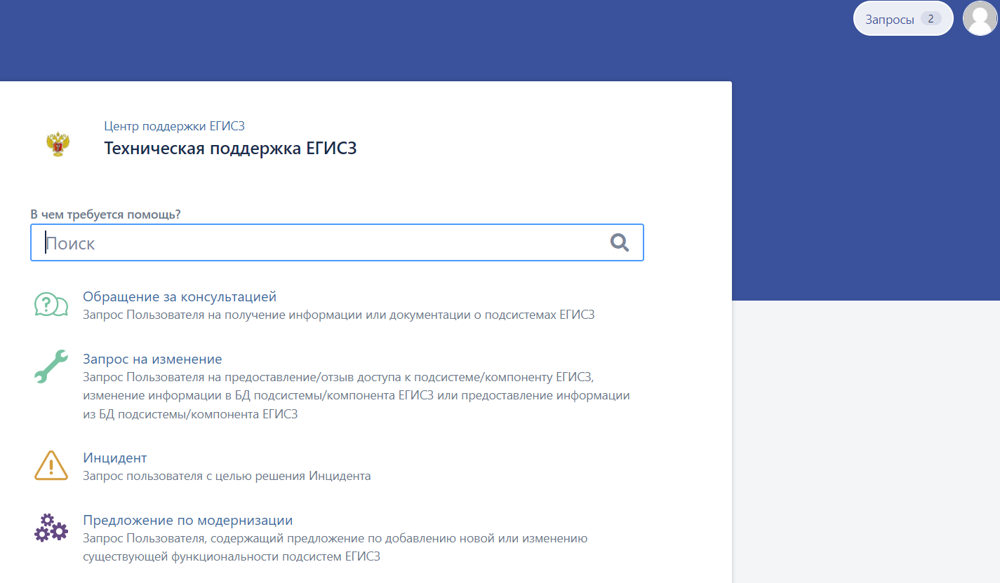 Запросы 2
Центр поддержки ЕГИСЗ
Техническая поддержка ЕГИСЗ
В чем требуется помощь?
Поиск
Обращение за консультацией
Запрос Пользователя на получение информации или документации о подсистемах ЕГИСЗ
Запрос на изменение
Запрос Пользователя на предоставление/отзыв доступа к подсистеме/компоненту ЕГИСЗ,
изменение информации в БД подсистемы/компонента ЕГИСЗ или предоставление информации
из БД подсистемы/компонента ЕГИСЗ
Инцидент
Запрос пользователя с целью решения Инцидента
Предложение по модернизации
Запрос Пользователя, содержащий предложение по добавлению новой или изменению
существующей функциональности подсистем ЕГИСЗ